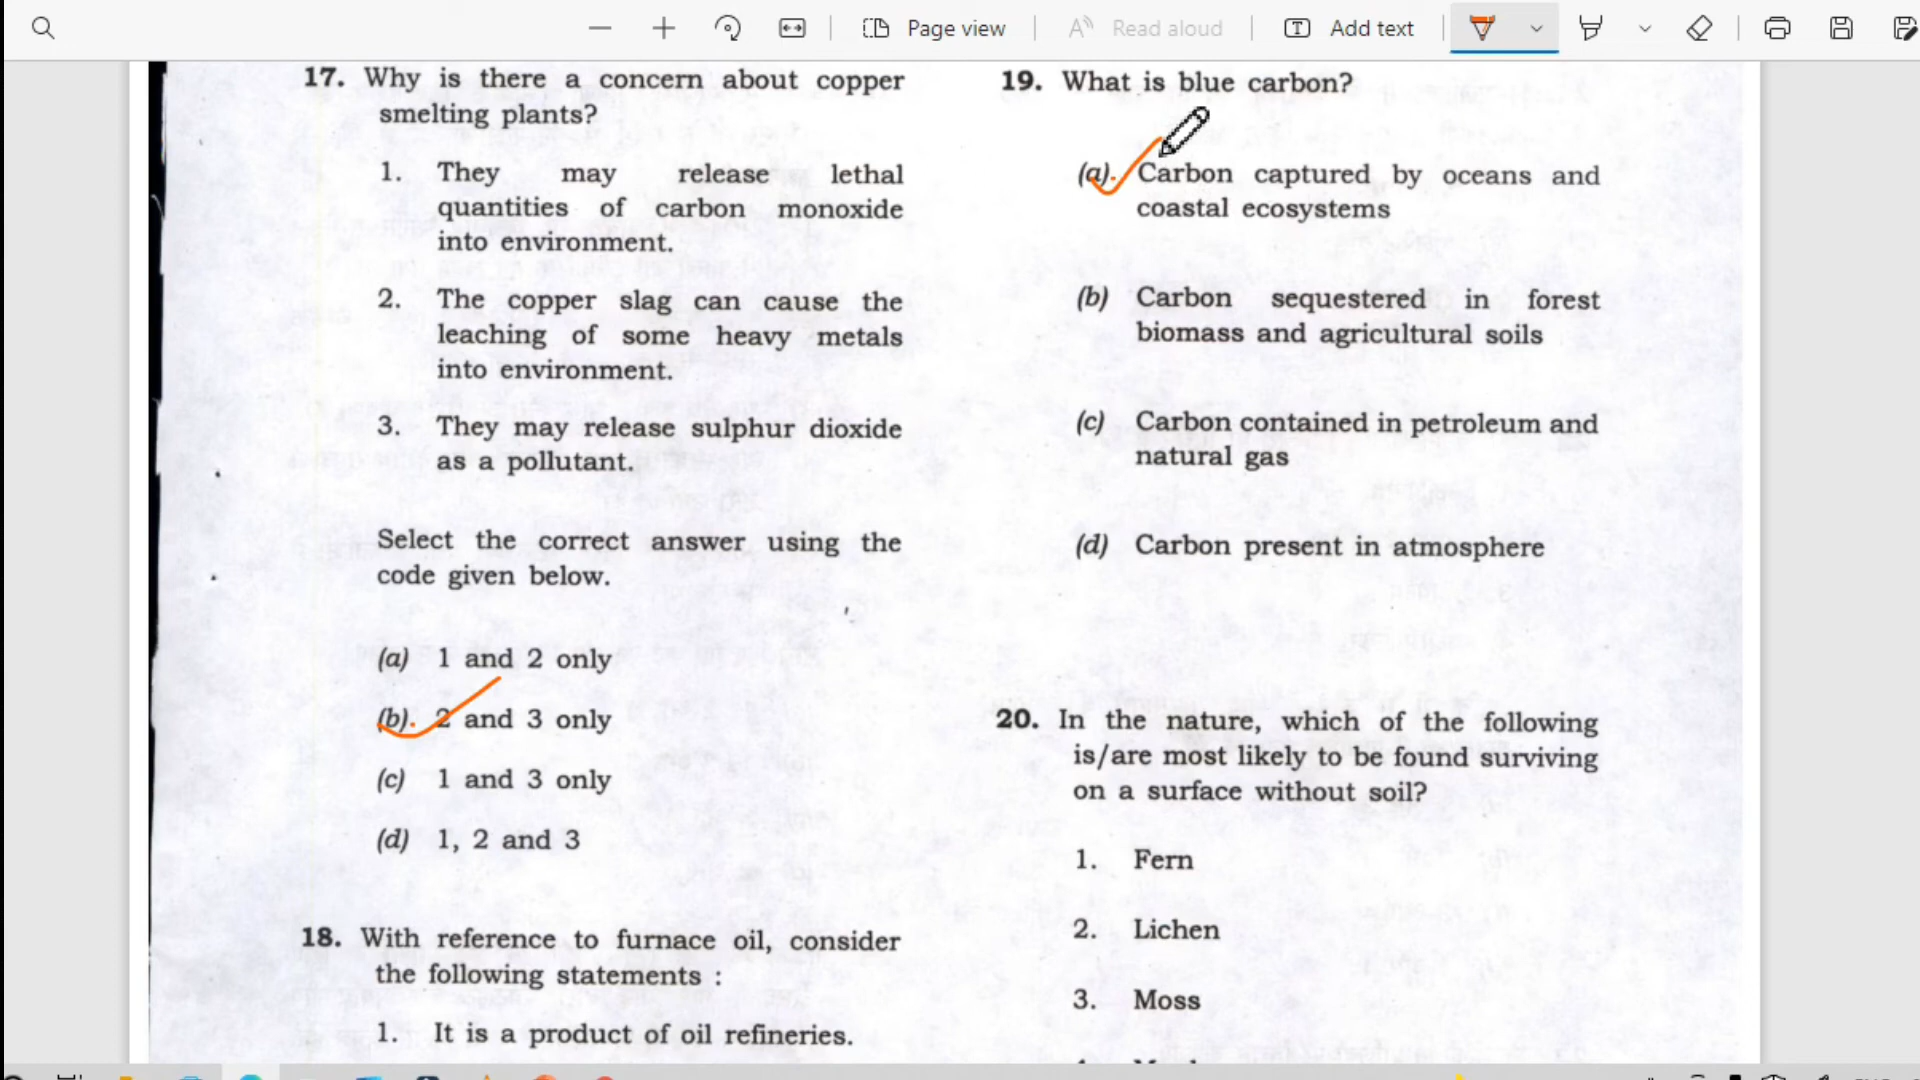 Page view
Read aloud
Add text
17. Why is there a concern about copper
smelting plants?
1. They may release lethal
quantities of carbon monoxide
into environment.
2. The copper slag can cause the
leaching of some heavy metals
into environment.
3. They may release sulphur dioxide
as a pollutant.
Select the correct answer using the
code given below.
(a) 1 and 2 only
(b) 2 and 3 only
(c) 1 and 3 only
(d) 1, 2 and 3
18. With reference to furnace oil, consider
the following statements :
1. It is a product of oil refineries.
19. What is blue carbon?
(a) Carbon captured by oceans and
coastal ecosystems
(b) Carbon sequestered in forest
biomass and agricultural soils
(c) Carbon contained in petroleum and
natural gas
(d) Carbon present in atmosphere
20. In the nature, which of the following
is/are most likely to be found surviving
on a surface without soil?
1. Fern
2. Lichen
3. Moss